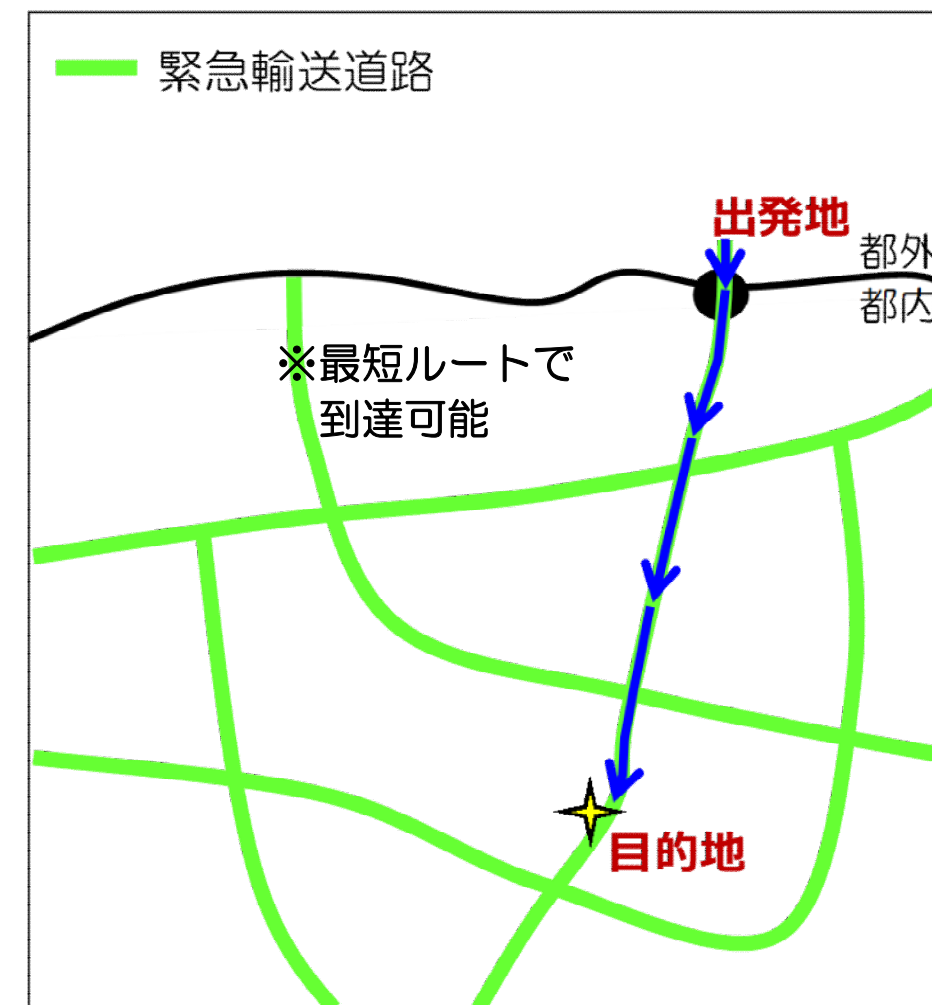 緊急輸送道路
出発地
都外
都内
※最短ルートで
到達可能
目的地